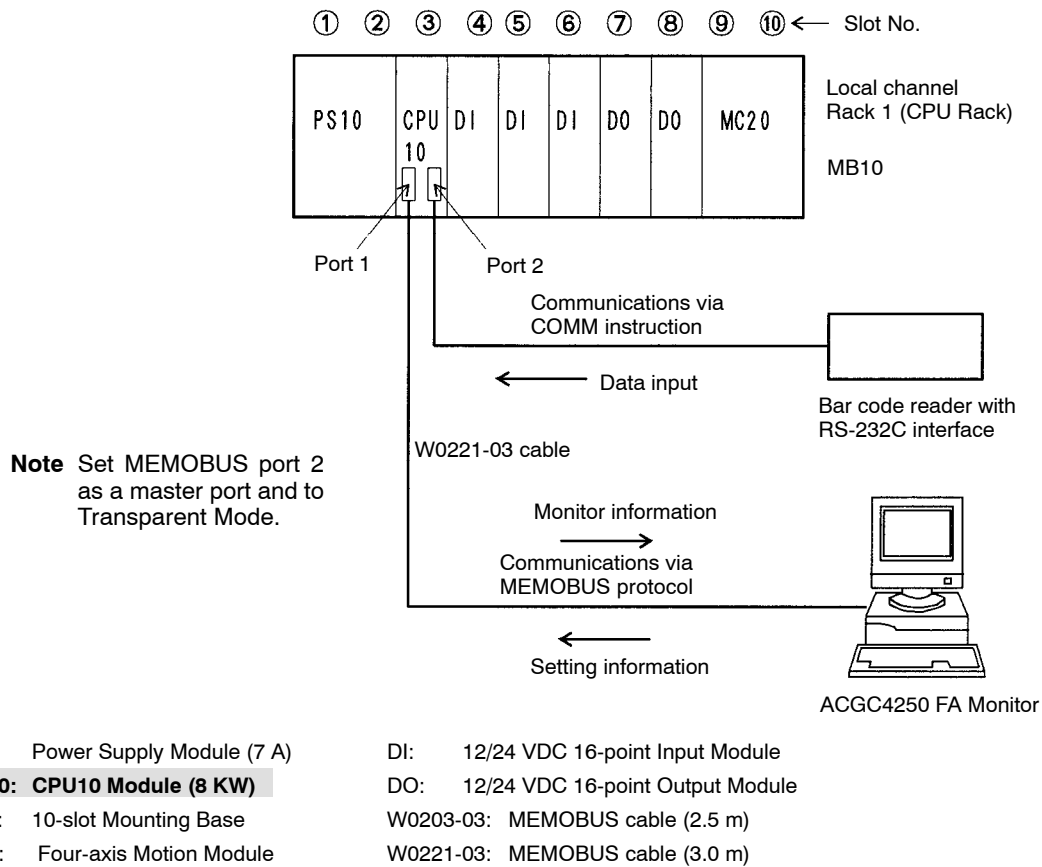 ① ② ③ ④ ⑤ ⑥ ⑦ ⑧ ⑨ ⑩ Slot No.
PS10 CPU 10 DI DI DI DO DO MC20
Local channel
Rack 1 (CPU Rack)
MB10
Port 1
Port 2
Communications via
COMM instruction
Data input
Bar code reader with
RS-232C interface
W0221-03 cable
Note Set MEMOBUS port 2
as a master port and to
Transparent Mode.
Monitor information
Communications via
MEMOBUS protocol
Setting information
ACGC4250 FA Monitor
Power Supply Module (7 A)
0: CPU10 Module (8 KW)
: 10-slot Mounting Base
: Four-axis Motion Module
DI: 12/24 VDC 16-point Input Module
DO: 12/24 VDC 16-point Output Module
W0203-03: MEMOBUS cable (2.5 m)
W0221-03: MEMOBUS cable (3.0 m)